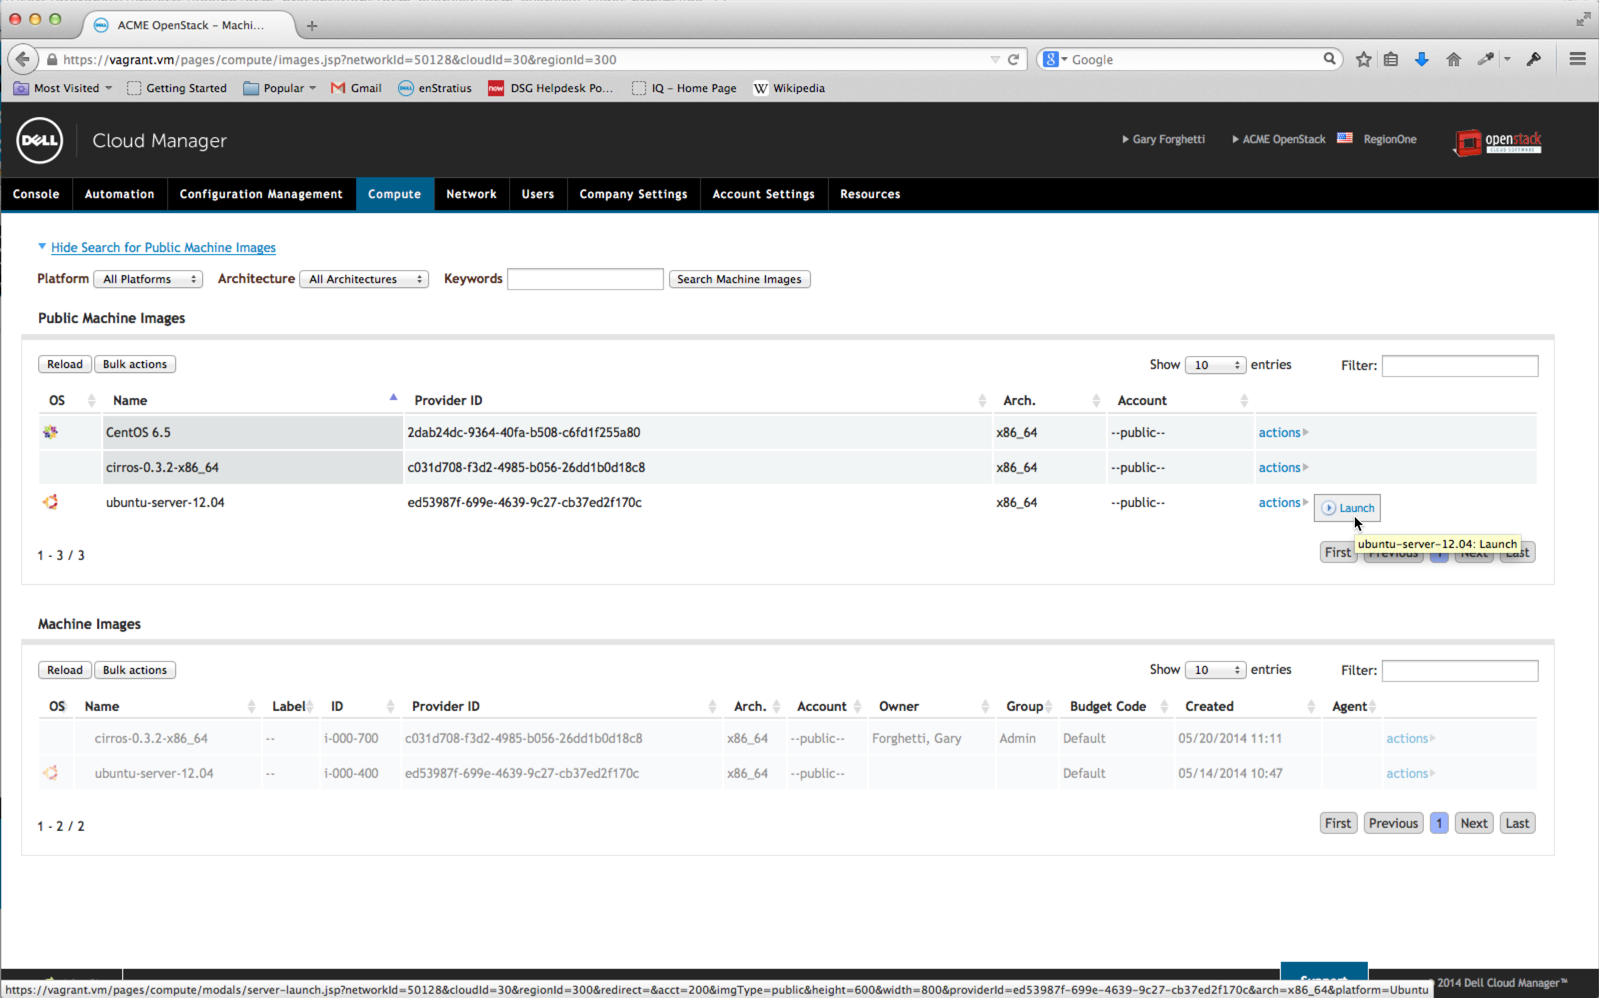 ACME OpenStack – Machi...
https://vagrant.vm/pages/compute/images.jsp?networkId=50128&cloudId=30&regionId=300
Google
Most Visited Getting Started Popular Gmail enStratius DSG Helpdesk Po... IQ – Home Page Wikipedia
DELL Cloud Manager Gary Forghetti ACME OpenStack RegionOne openstack
CLOUD SOFTWARE
Console Automation Configuration Management Compute Network Users Company Settings Account Settings Resources
Hide Search for Public Machine Images
Platform All Platforms Architecture All Architectures Keywords Search Machine Images
Public Machine Images
Reload Bulk actions Show 10 entries Filter:
OS Name Provider ID Arch. Account
CentOS 6.5 2dab24dc-9364-40fa-b508-c6fd1f255a80 x86_64 --public-- actions
cirros-0.3.2-x86_64 c031d708-f3d2-4985-b056-26dd1b0d18c8 x86_64 --public-- actions
ubuntu-server-12.04 ed53987f-699e-4639-9c27-cb37ed2f170c x86_64 --public-- actions Launch
ubuntu-server-12.04: Launch
1 - 3 / 3 First Previous 1 Next Last
Machine Images
Reload Bulk actions Show 10 entries Filter:
OS Name Label ID Provider ID Arch. Account Owner Group Budget Code Created Agent
cirros-0.3.2-x86_64 -- i-000-700 c031d708-f3d2-4985-b056-26dd1b0d18c8 x86_64 --public-- Forghetti, Gary Admin Default 05/20/2014 11:11 actions
ubuntu-server-12.04 -- i-000-400 ed53987f-699e-4639-9c27-cb37ed2f170c x86_64 --public-- Default 05/14/2014 10:47 actions
1 - 2 / 2 First Previous 1 Next Last
Support
https://vagrant.vm/pages/compute/modals/server-launch.jsp?networkId=50128&cloudId=30&regionId=300&redirect=&acct=200&imgType=public&height=600&width=800&providerId=ed53987f-699e-4639-9c27-cb37ed2f170c&arch=x86_64&platform=Ubuntu 2014 Dell Cloud Manager™